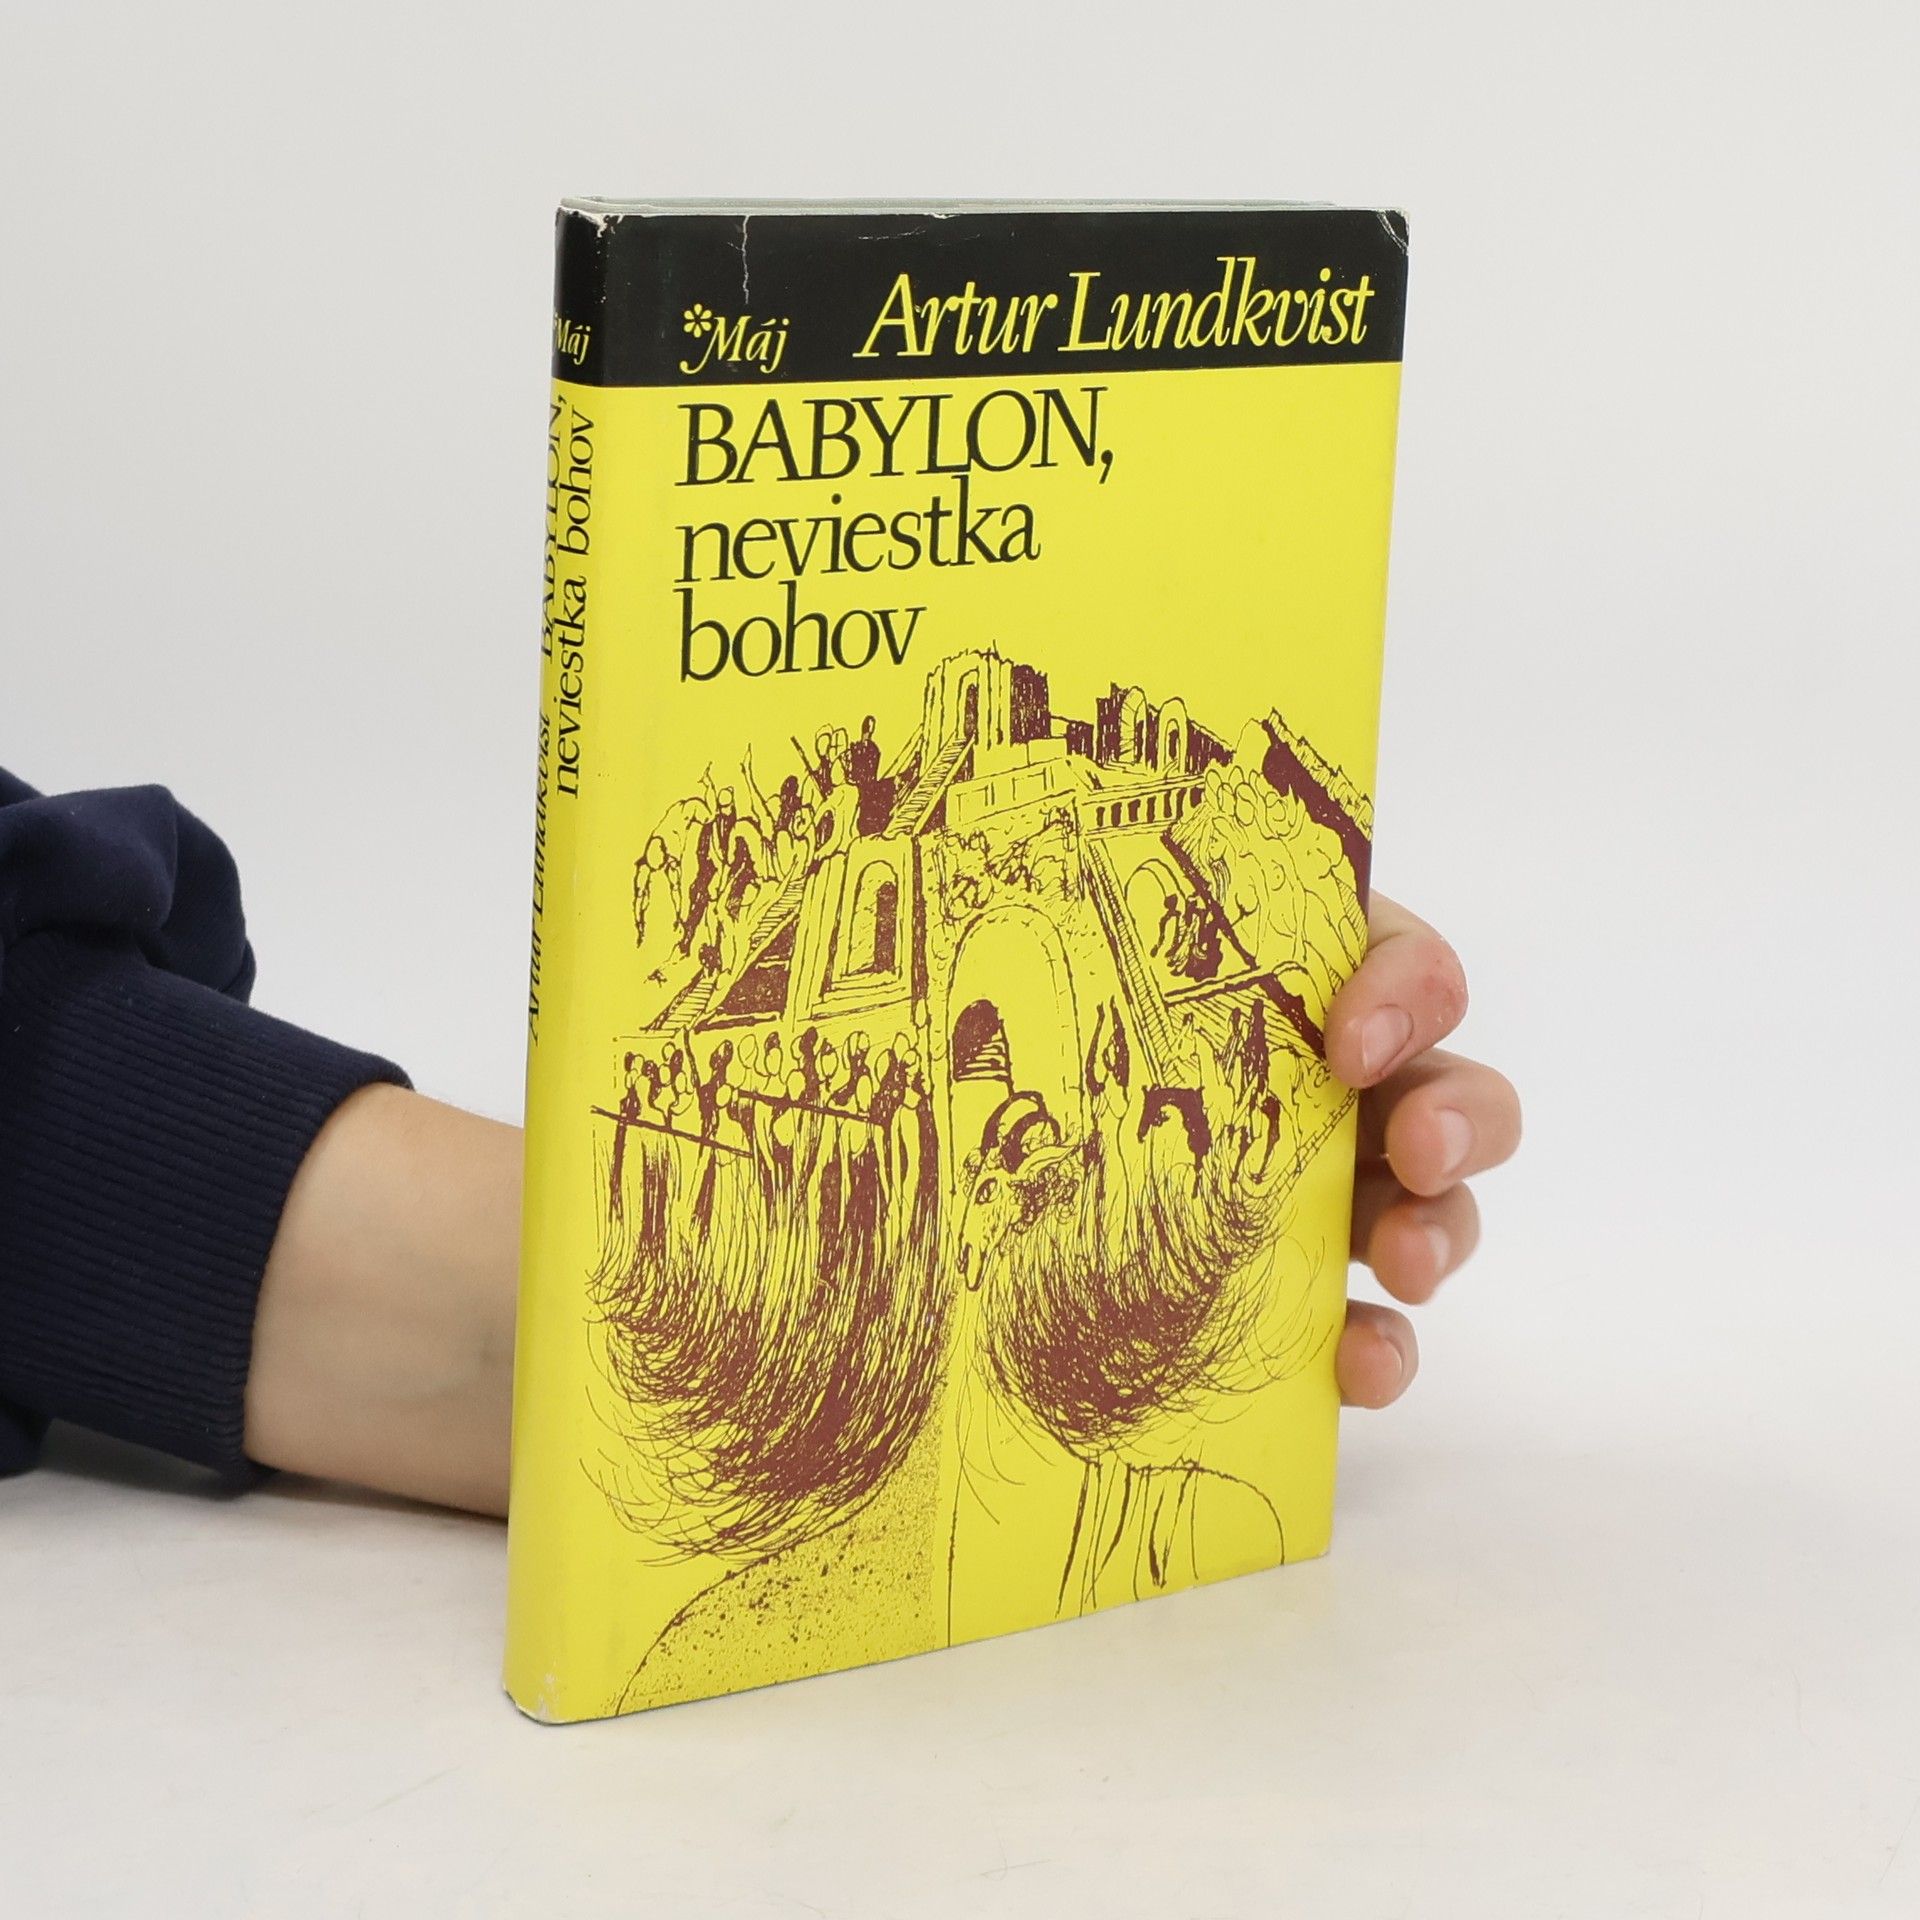 *Máj
Artur Lundkvist
BABYLON,
neviestka
bohov
*Máj
Artur Lundkvist BABYLON,
neviestka bohov